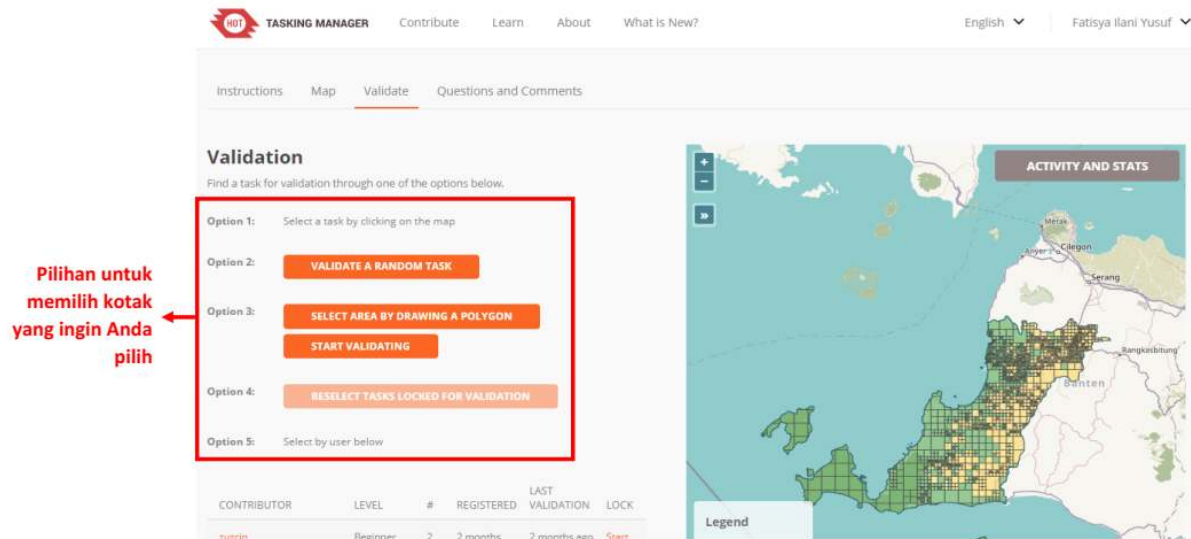 HOT TASKING MANAGER Contribute Learn About What is New? English Fatisya Ilani Yusuf
Instructions Map Validate Questions and Comments
Validation
Find a task for validation through one of the options below.
Option 1: Select a task by clicking on the map
Option 2: VALIDATE A RANDOM TASK
Option 3: SELECT AREA BY DRAWING A POLYGON
START VALIDATING
Option 4: RESELECT TASKS LOCKED FOR VALIDATION
Option 5: Select by user below
CONTRIBUTOR LEVEL # REGISTERED LAST VALIDATION LOCK
Beginner 2 2 months 2 months ago Start
Pilihan untuk
memilih kotak
yang ingin Anda
pilih
+
−
»
ACTIVITY AND STATS
Merak
Anyer Cilegon
Serang
Rangkasbitung
Banten
Legend